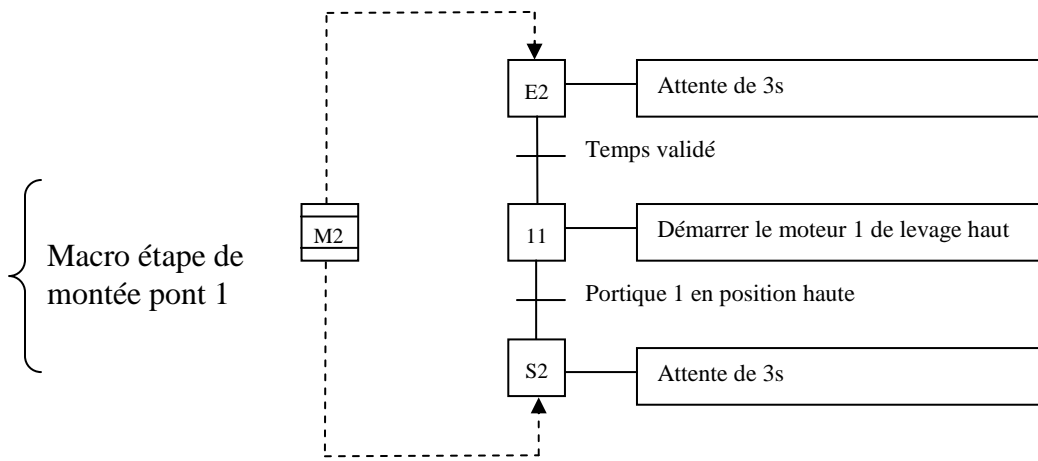 E2
Attente de 3s
Temps validé
Macro étape de
montée pont 1
M2
11
Démarrer le moteur 1 de levage haut
Portique 1 en position haute
S2
Attente de 3s